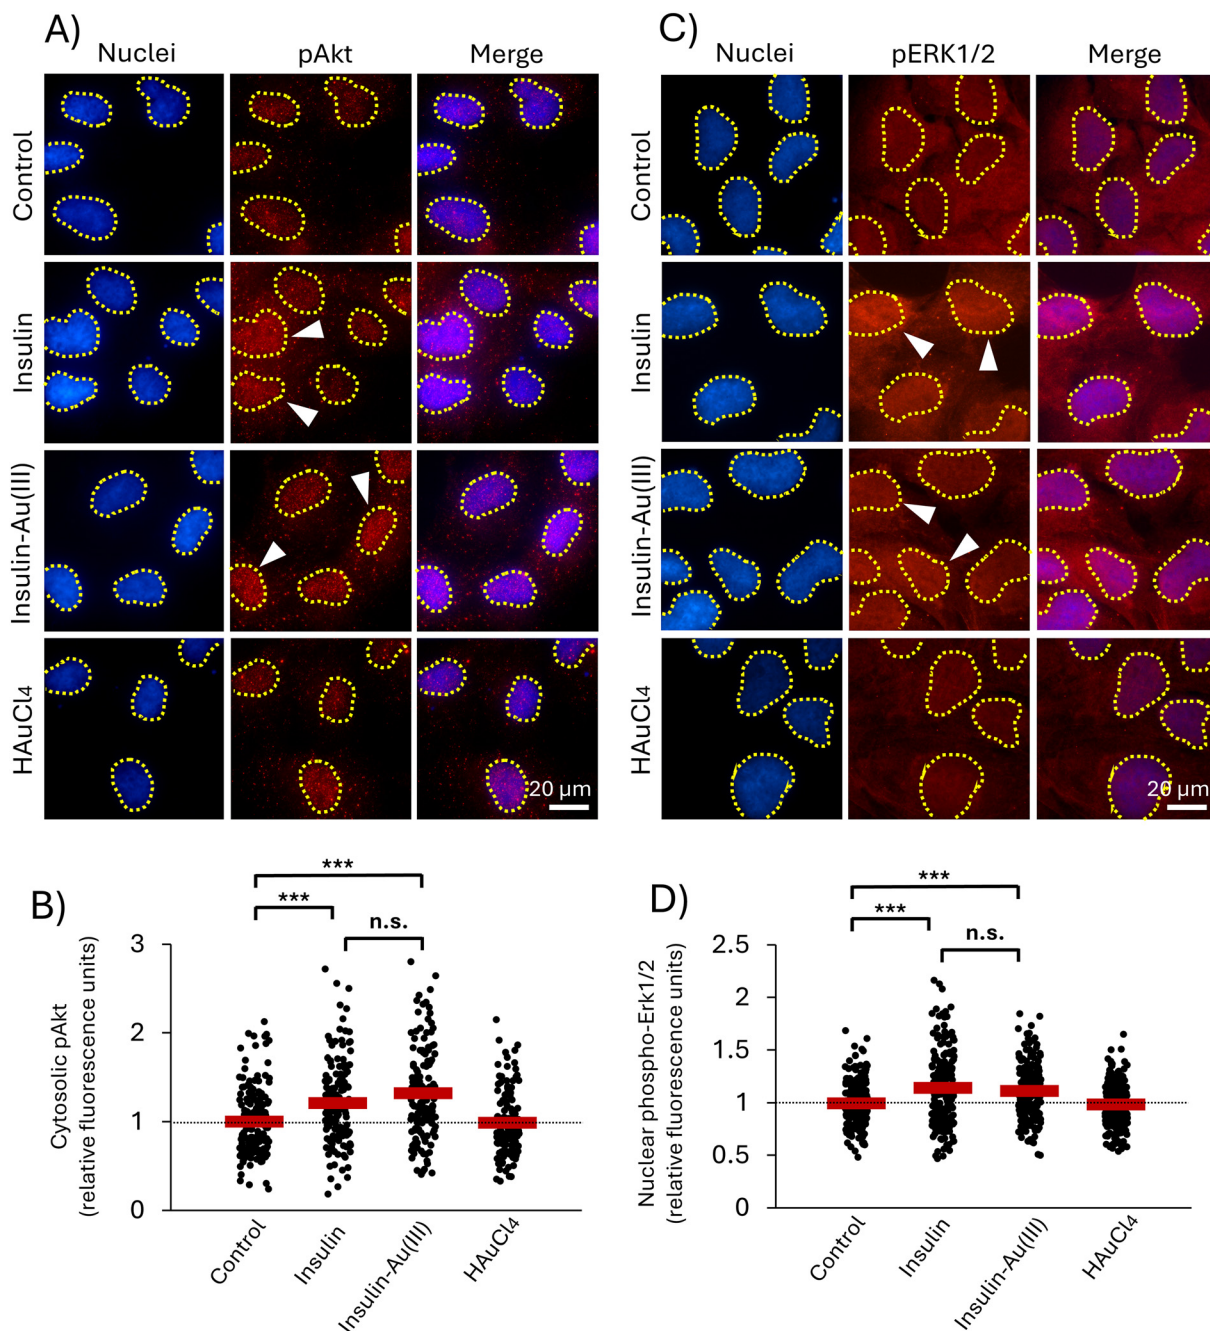 A)
Nuclei pAkt Merge
Control
Insulin
Insulin-Au(III)
HAuCl4
20 µm
C)
Nuclei pERK1/2 Merge
Control
Insulin
Insulin-Au(III)
HAuCl4
20 µm
B)
***
***
n.s.
Cytosolic pAkt
(relative fluorescence units)
3
2
1
0
Control
Insulin
Insulin-Au(III)
HAuCl4
D)
***
***
n.s.
Nuclear phospho-Erk1/2
(relative fluorescence units)
2.5
2
1.5
1
0.5
0
Control
Insulin
Insulin-Au(III)
HAuCl4